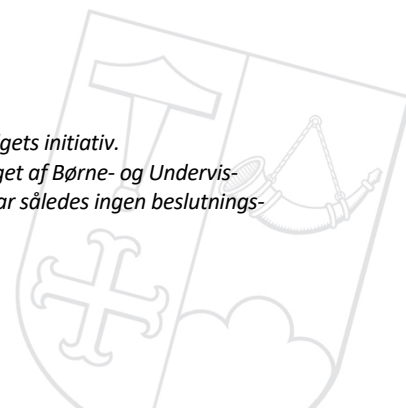 gets initiativ.
get af Børne- og Undervis-
ar således ingen beslutnings-